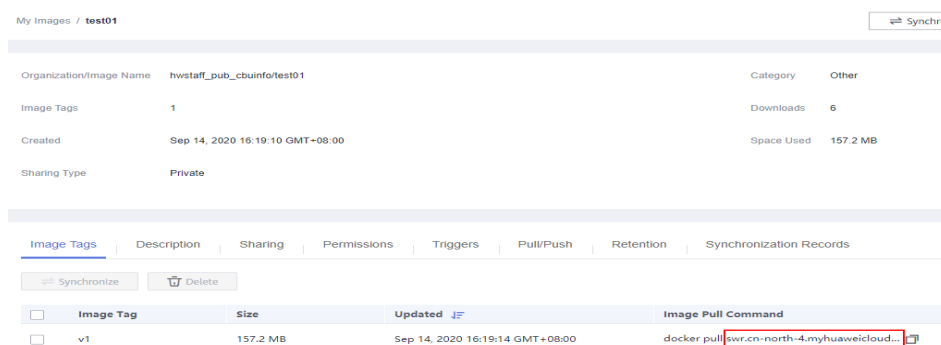 My Images / test01
Synchr
Organization/Image Name hwstaff_pub_cbuinfo/test01 Category Other
Image Tags 1 Downloads 6
Created Sep 14, 2020 16:19:10 GMT+08:00 Space Used 157.2 MB
Sharing Type Private
Image Tags Description Sharing Permissions Triggers Pull/Push Retention Synchronization Records
Synchronize Delete
Image Tag Size Updated Image Pull Command
v1 157.2 MB Sep 14, 2020 16:19:14 GMT+08:00 docker pull swr.cn-north-4.myhuaweicloud...